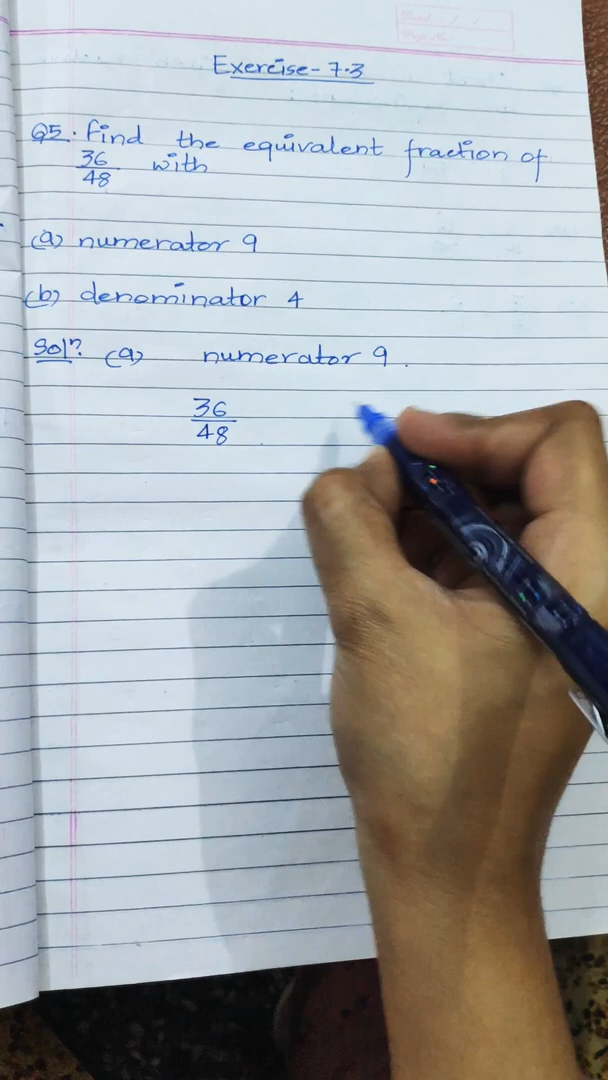 Exercise-7.3
Q5. Find the equivalent fraction of
36/48 with
(a) numerator 9
(b) denominator 4
Solⁿ. (a) numerator 9.
36/48